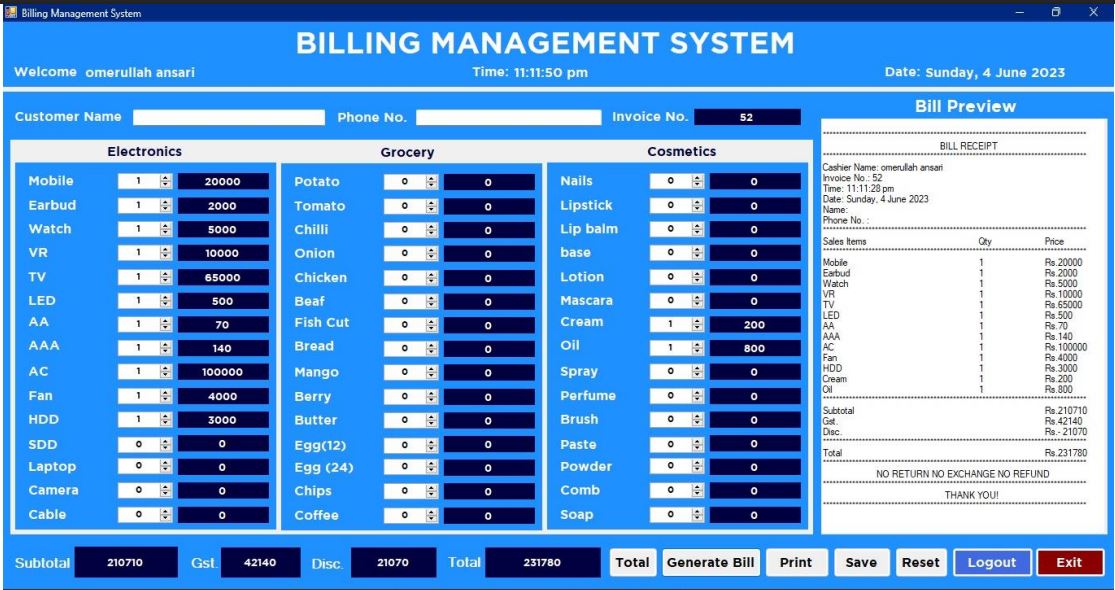 Billing Management System
BILLING MANAGEMENT SYSTEM
Welcome omerullah ansari Time: 11:11:50 pm Date: Sunday, 4 June 2023
Customer Name Phone No. Invoice No. 52
Electronics Grocery Cosmetics
Mobile 1 20000 Potato 0 0 Nails 0 0
Earbud 1 2000 Tomato 0 0 Lipstick 0 0
Watch 1 5000 Chilli 0 0 Lip balm 0 0
VR 1 10000 Onion 0 0 base 0 0
TV 1 65000 Chicken 0 0 Lotion 0 0
LED 1 500 Beaf 0 0 Mascara 0 0
AA 1 70 Fish Cut 0 0 Cream 1 200
AAA 1 140 Bread 0 0 Oil 1 800
AC 1 100000 Mango 0 0 Spray 0 0
Fan 1 4000 Berry 0 0 Perfume 0 0
HDD 1 3000 Butter 0 0 Brush 0 0
SDD 0 0 Egg(12) 0 0 Paste 0 0
Laptop 0 0 Egg (24) 0 0 Powder 0 0
Camera 0 0 Chips 0 0 Comb 0 0
Cable 0 0 Coffee 0 0 Soap 0 0
Bill Preview
BILL RECEIPT
Cashier Name: omerullah ansari
Invoice No.: 52
Time: 11:11:28 pm
Date: Sunday, 4 June 2023
Name:
Phone No. :
Sales Items Qty Price
Mobile 1 Rs.20000
Earbud 1 Rs.2000
Watch 1 Rs.5000
VR 1 Rs.10000
TV 1 Rs.65000
LED 1 Rs.500
AA 1 Rs.70
AAA 1 Rs.140
AC 1 Rs.100000
Fan 1 Rs.4000
HDD 1 Rs.3000
Cream 1 Rs.200
Oil 1 Rs.800
Subtotal Rs.210710
Gst. Rs.42140
Disc. Rs.- 21070
Total Rs.231780
NO RETURN NO EXCHANGE NO REFUND
THANK YOU!
Subtotal 210710 Gst. 42140 Disc. 21070 Total 231780 Total Generate Bill Print Save Reset Logout Exit